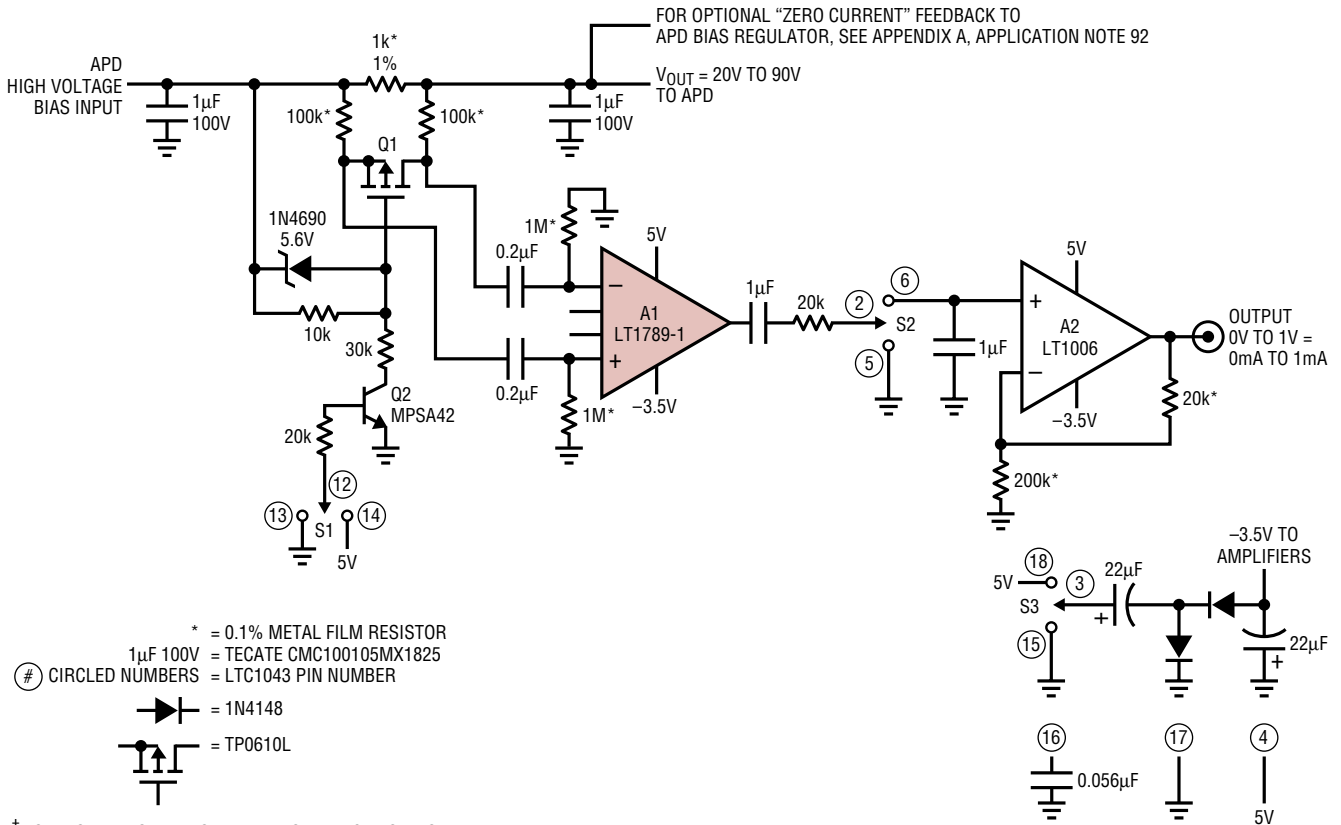 FOR OPTIONAL “ZERO CURRENT” FEEDBACK TO
APD BIAS REGULATOR, SEE APPENDIX A, APPLICATION NOTE 92
1k*
1%
APD
HIGH VOLTAGE
BIAS INPUT
VOUT = 20V TO 90V
TO APD
1µF
100V
100k*
100k*
1µF
100V
Q1
1N4690
5.6V
1M*
5V
0.2µF
−
A1
LT1789-1
+
1µF
20k
2
6
S2
5
5V
+
A2
LT1006
−
OUTPUT
0V TO 1V =
0mA TO 1mA
1µF
10k
30k
0.2µF
1M*
–3.5V
–3.5V
20k*
Q2
MPSA42
20k
200k*
12
13
S1
14
5V
–3.5V TO
AMPLIFIERS
18
5V
3
22µF
S3
+
15
22µF
+
* = 0.1% METAL FILM RESISTOR
1µF 100V = TECATE CMC100105MX1825
# CIRCLED NUMBERS = LTC1043 PIN NUMBER
= 1N4148
= TP0610L
16
17
4
0.056µF
5V